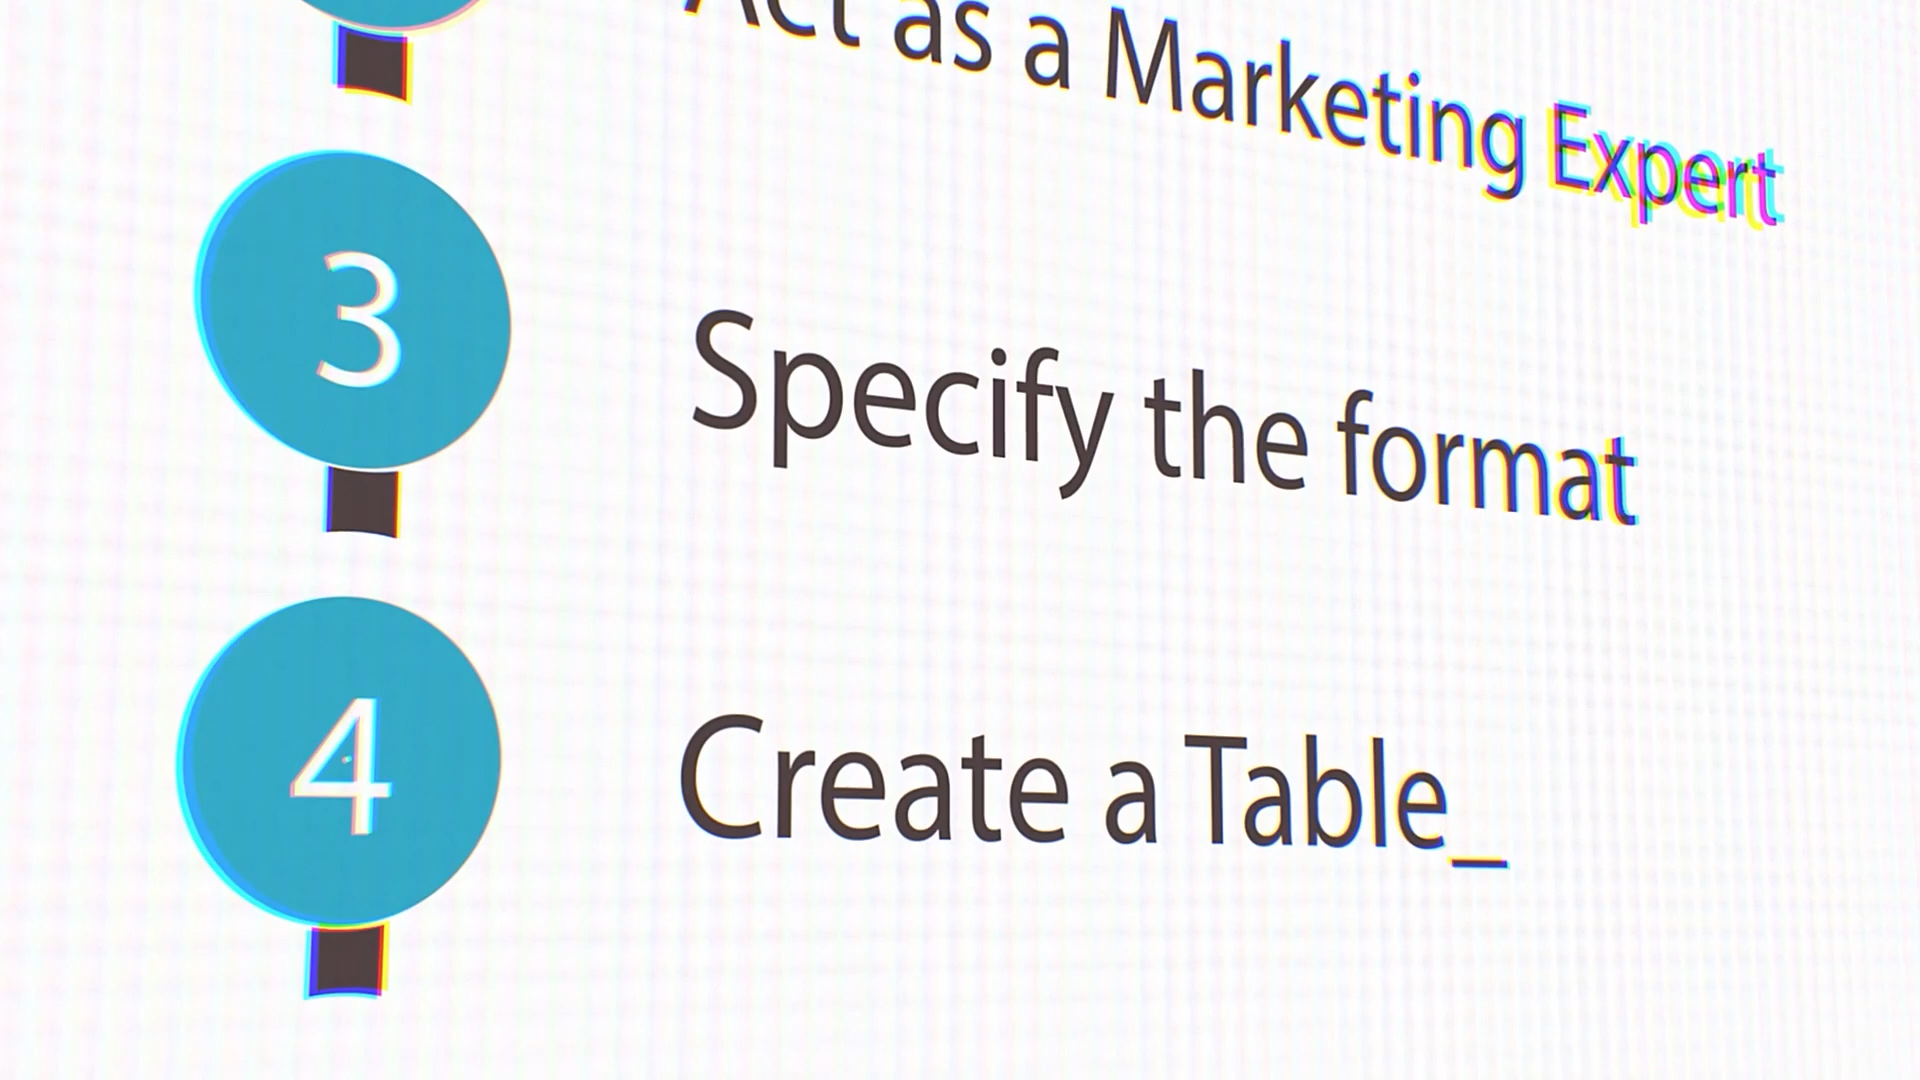 Act as a Marketing Expert
3
Specify the format
4
Create a Table_